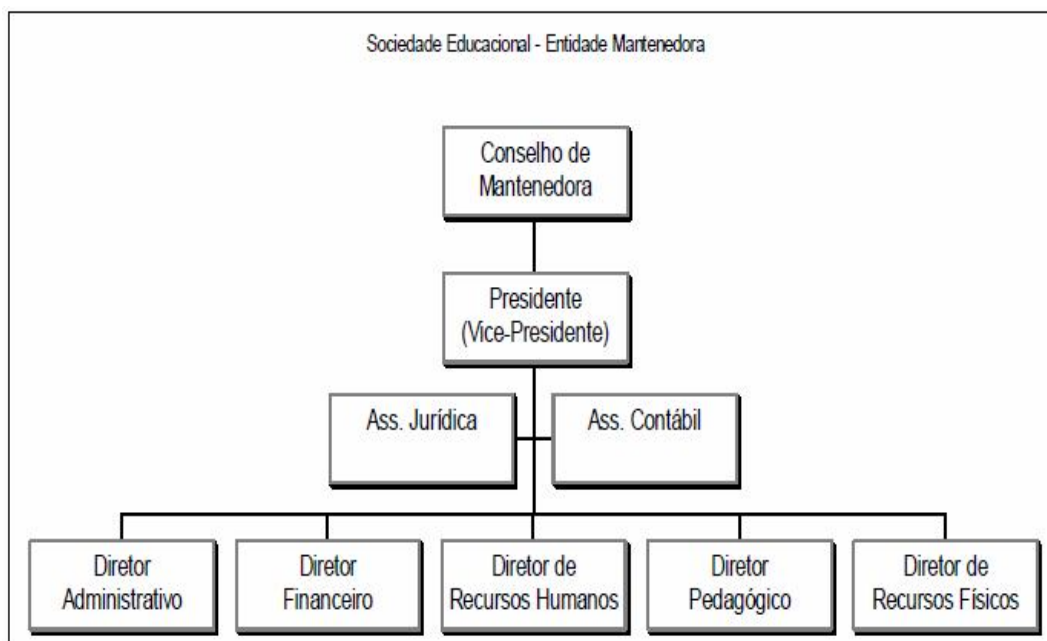 Sociedade Educacional - Entidade Mantenedora
Conselho de
Mantenedora
Presidente
(Vice-Presidente)
Ass. Jurídica
Ass. Contábil
Diretor
Administrativo
Diretor
Financeiro
Diretor de
Recursos Humanos
Diretor
Pedagógico
Diretor de
Recursos Físicos